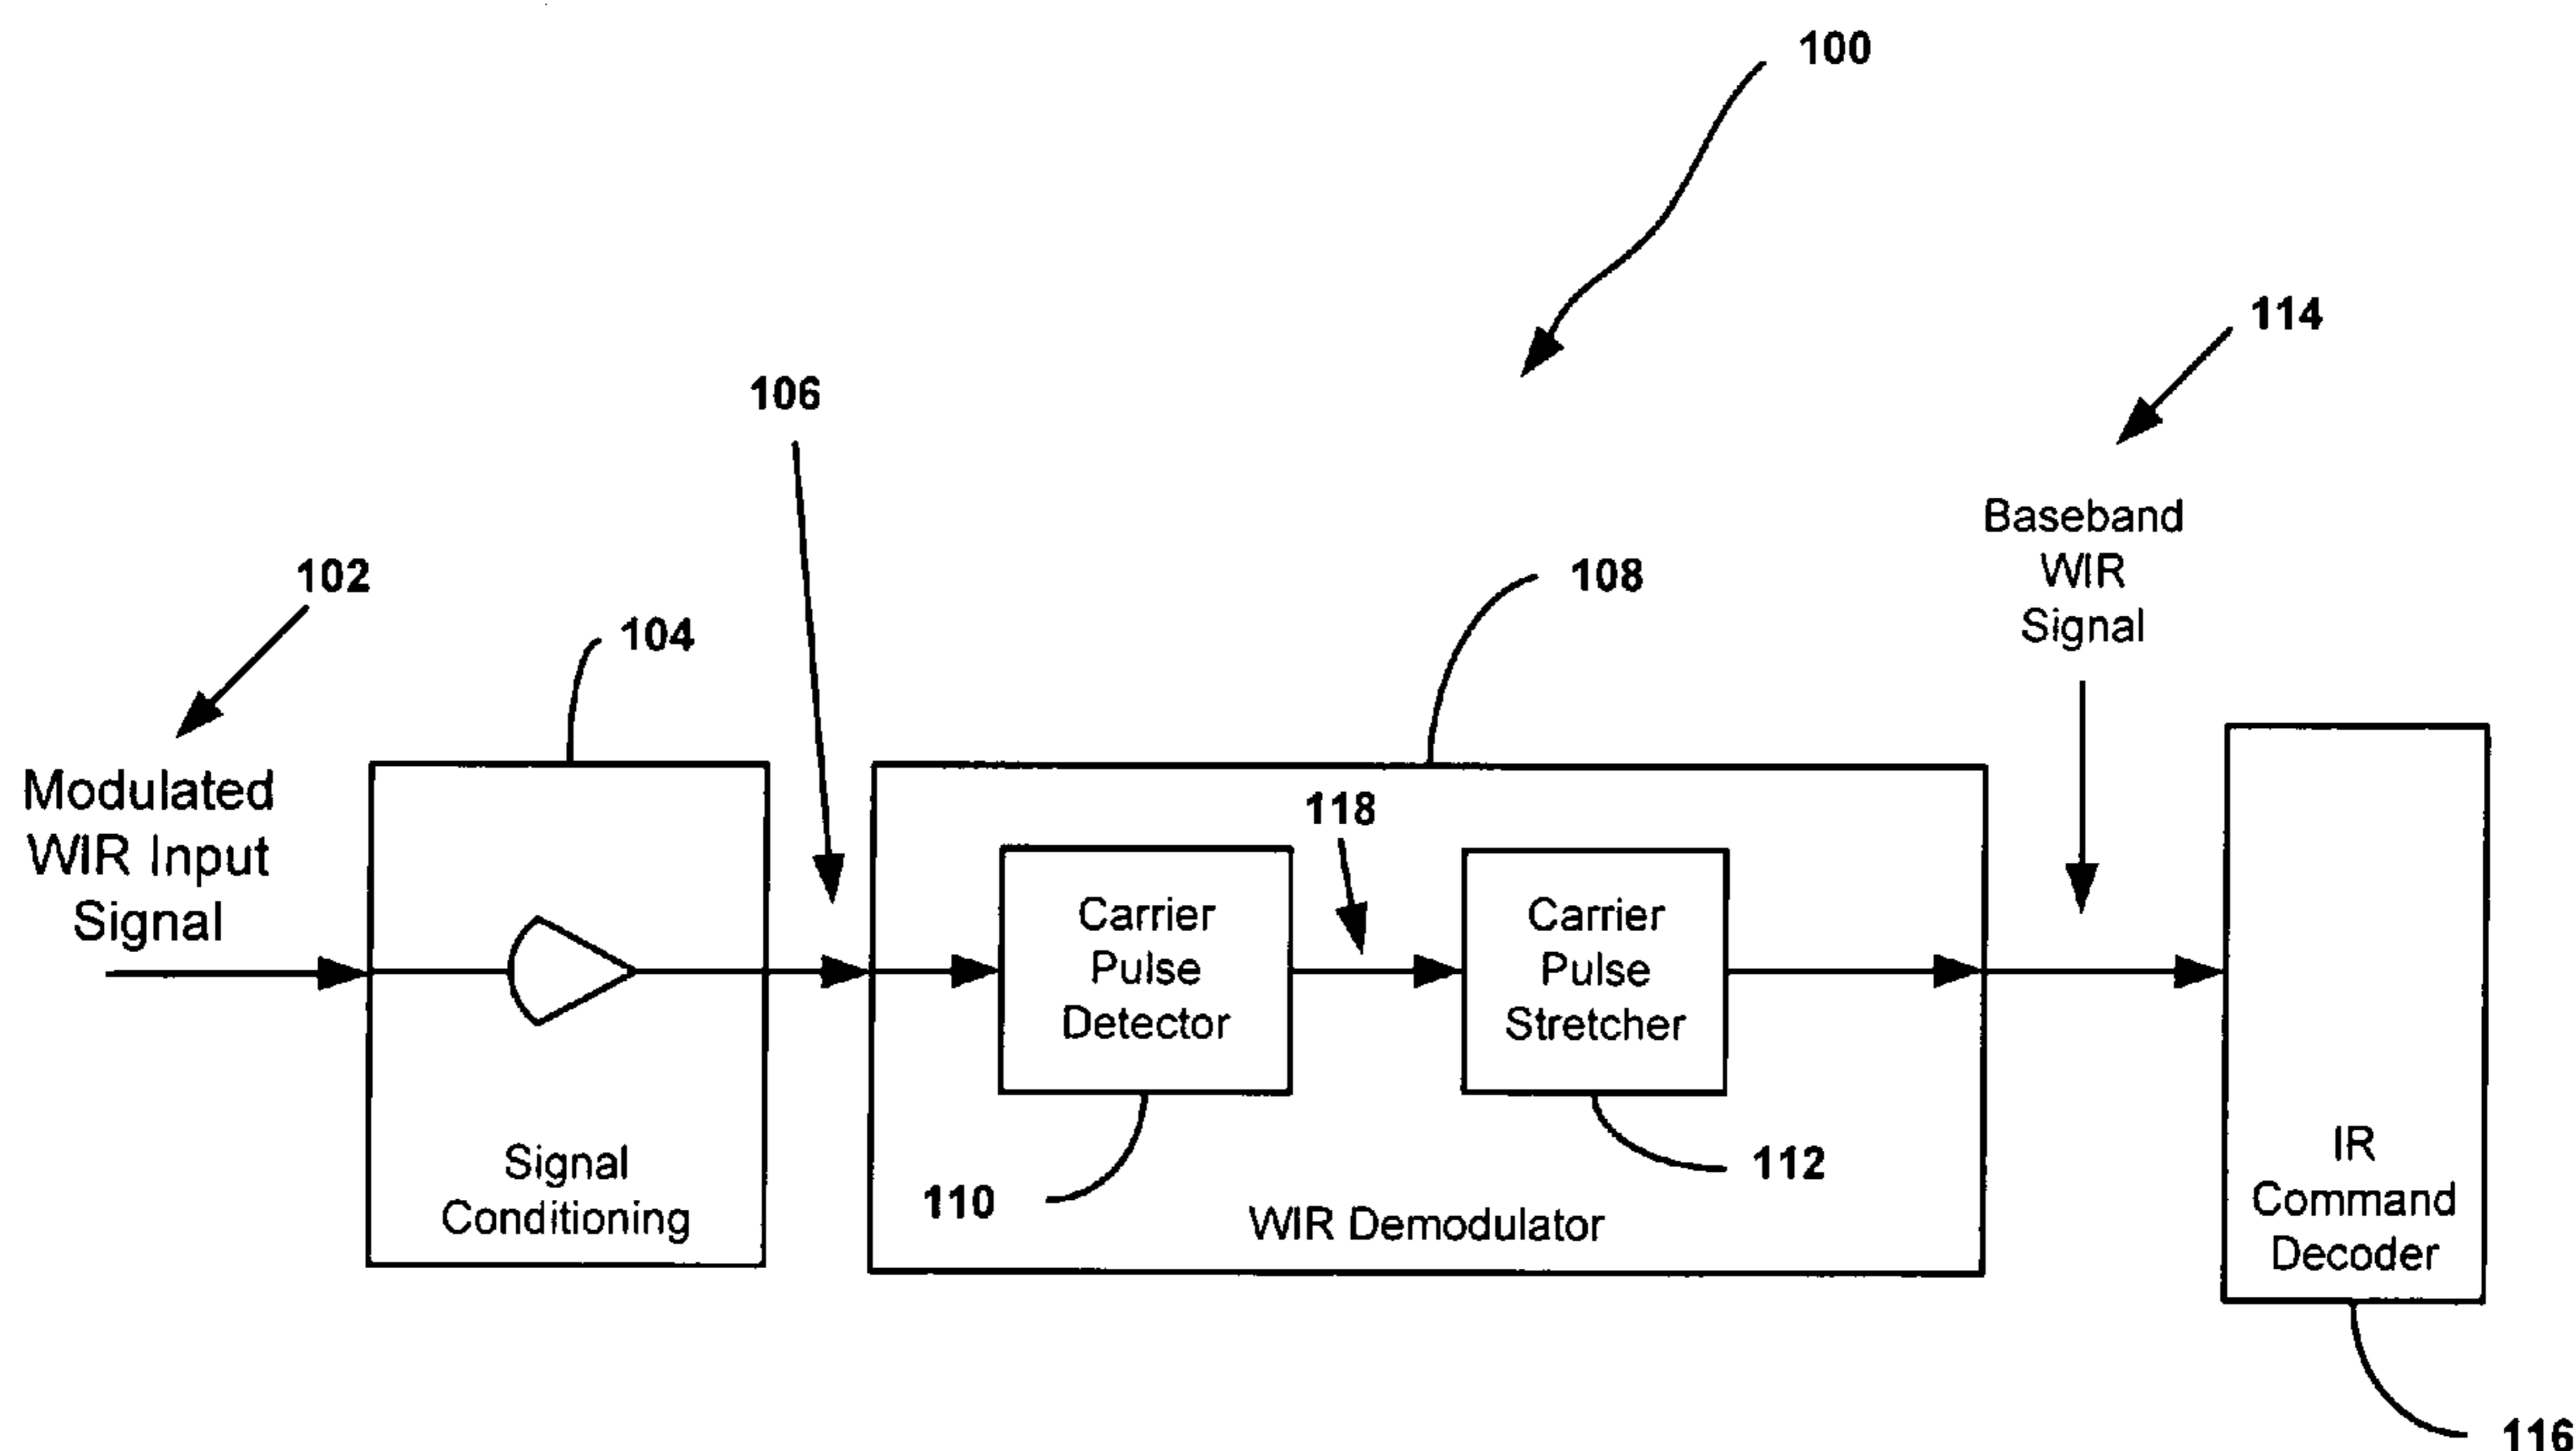 100
114
106
Baseband
WIR
Signal
102
108
104
Modulated
WIR Input
Signal
118
Carrier
Pulse
Detector
Carrier
Pulse
Stretcher
Signal
Conditioning
110
112
WIR Demodulator
IR
Command
Decoder
116